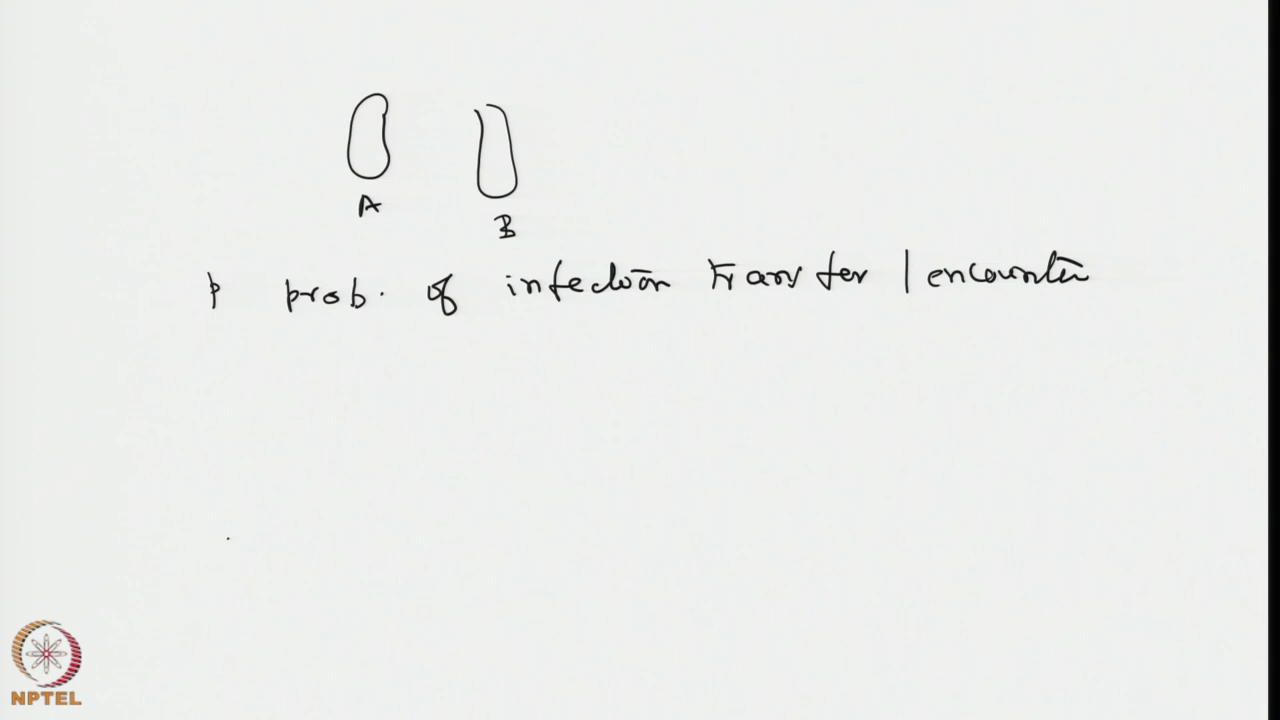 A
B
p prob. of infection transfer | encounter
NPTEL